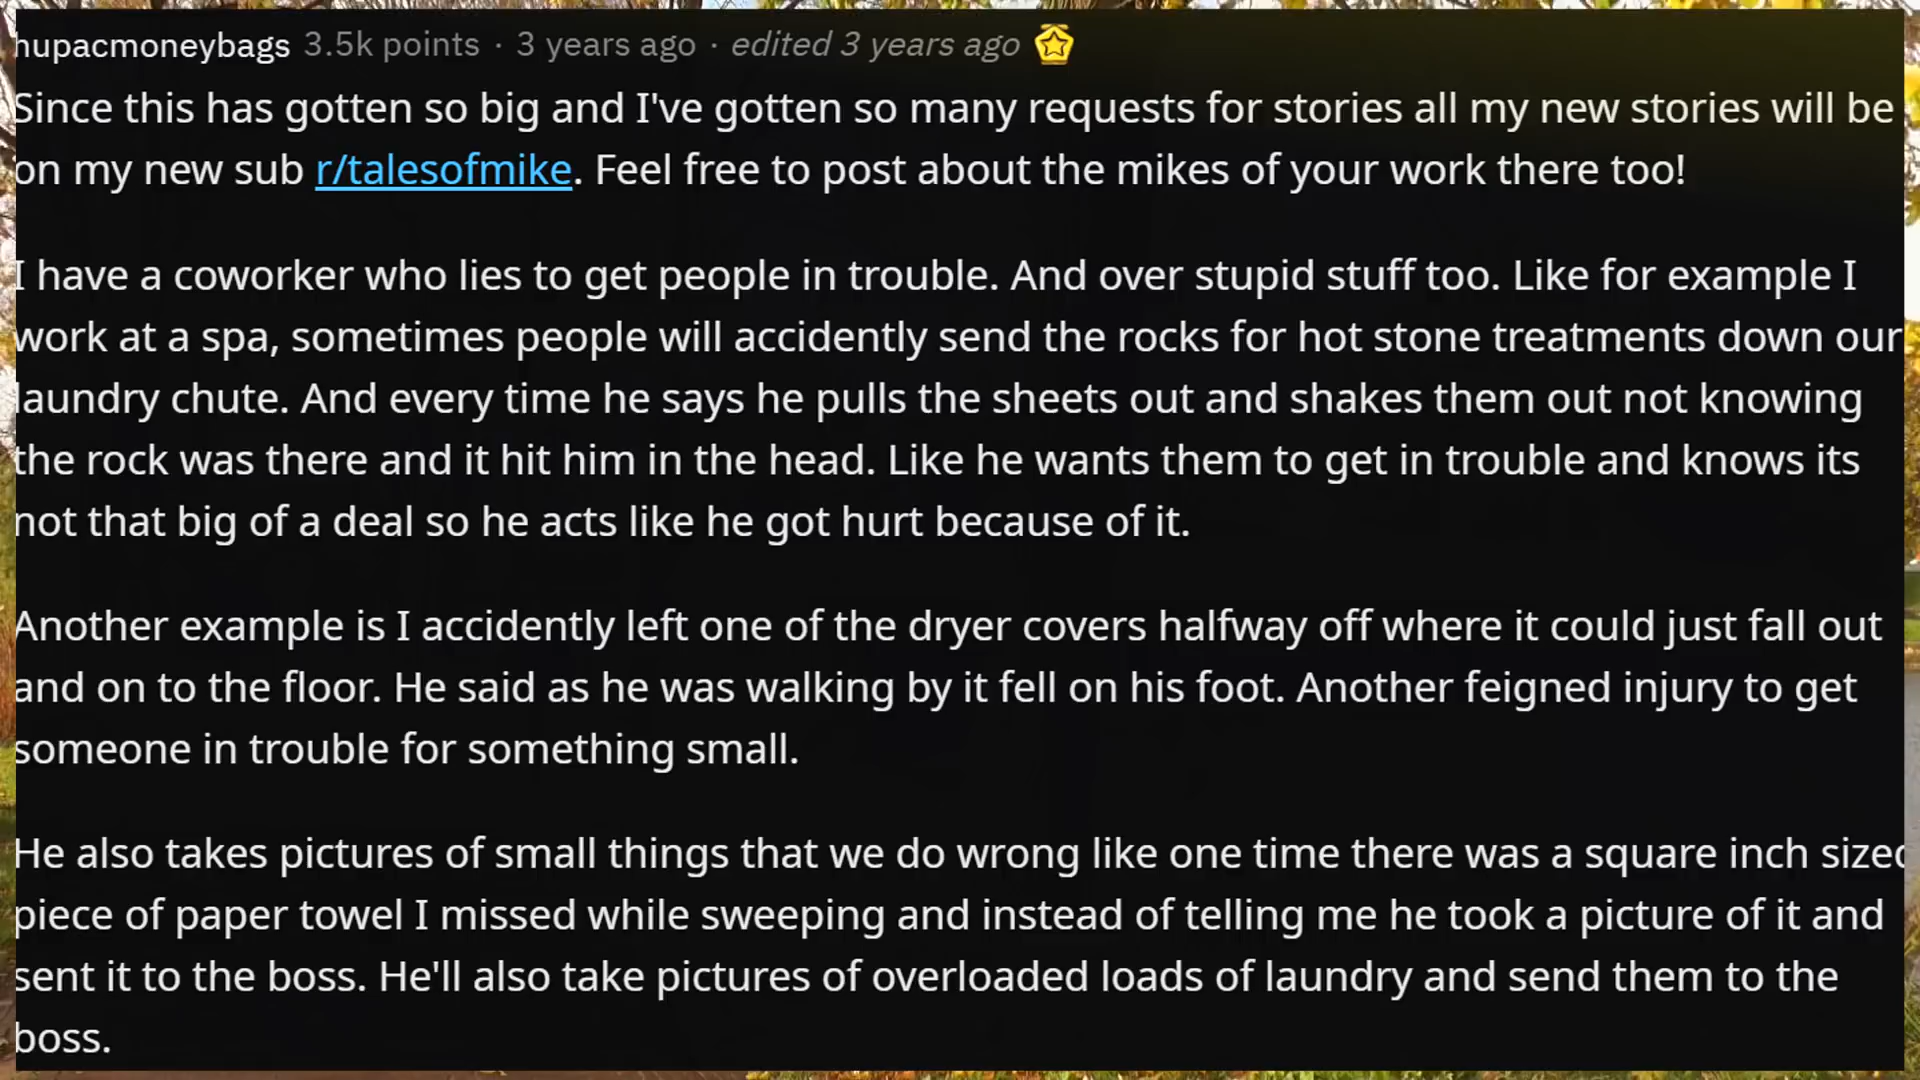 hupacmoneybags 3.5k points · 3 years ago · edited 3 years ago
Since this has gotten so big and I've gotten so many requests for stories all my new stories will be
on my new sub r/talesofmike. Feel free to post about the mikes of your work there too!
I have a coworker who lies to get people in trouble. And over stupid stuff too. Like for example I
work at a spa, sometimes people will accidently send the rocks for hot stone treatments down our
laundry chute. And every time he says he pulls the sheets out and shakes them out not knowing
the rock was there and it hit him in the head. Like he wants them to get in trouble and knows its
not that big of a deal so he acts like he got hurt because of it.
Another example is I accidently left one of the dryer covers halfway off where it could just fall out
and on to the floor. He said as he was walking by it fell on his foot. Another feigned injury to get
someone in trouble for something small.
He also takes pictures of small things that we do wrong like one time there was a square inch sized
piece of paper towel I missed while sweeping and instead of telling me he took a picture of it and
sent it to the boss. He'll also take pictures of overloaded loads of laundry and send them to the
boss.